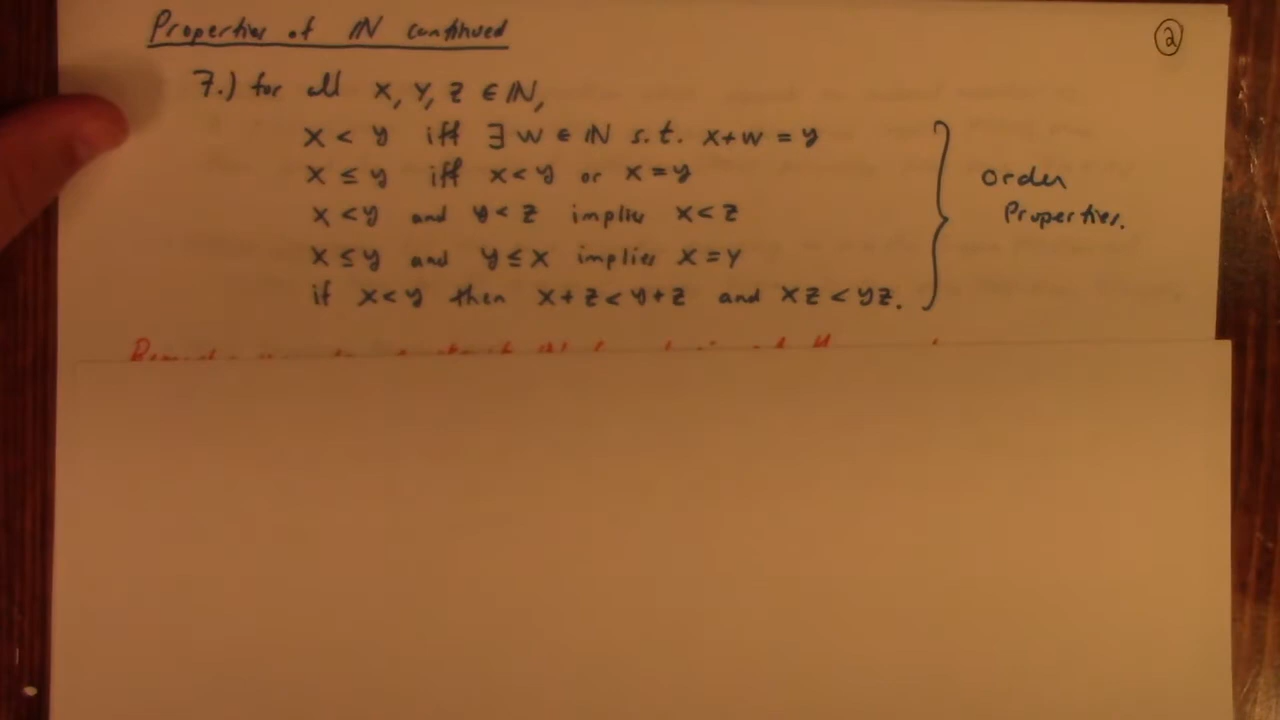 Properties of ℕ continued
②
7.) for all x, y, z ∈ ℕ,
x < y iff ∃ w ∈ ℕ s.t. x+w = y
x ≤ y iff x<y or x=y
x<y and y<z implies x<z
x≤y and y≤x implies x=y
if x<y then x+z<y+z and xz<yz.
Order
Properties.